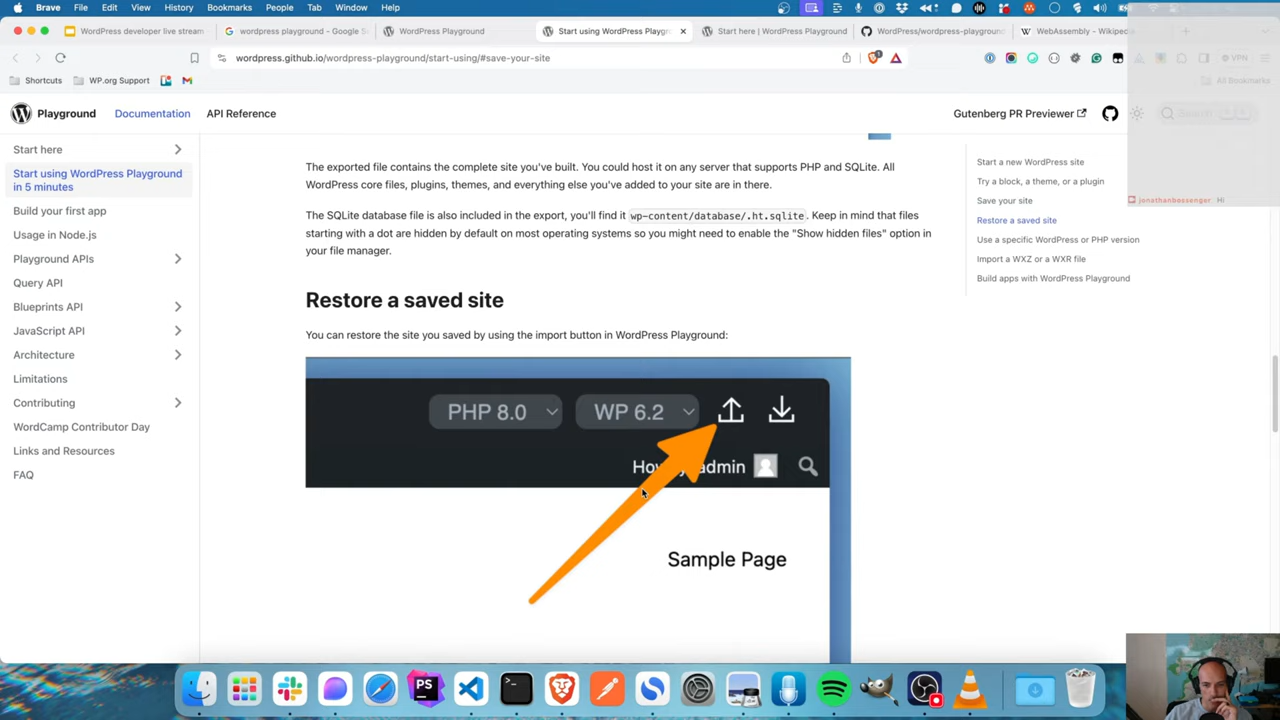 Brave File Edit View History Bookmarks People Tab Window Help
WordPress developer live stream
wordpress playground - Google S
WordPress Playground
Start using WordPress Playgr
Start here | WordPress Playground
WordPress/wordpress-playground
WebAssembly - Wikiped
wordpress.github.io/wordpress-playground/start-using/#save-your-site
VPN
Shortcuts
WP.org Support
All Bookmarks
Playground
Documentation
API Reference
Gutenberg PR Previewer
Search
Start here
Start using WordPress Playground
in 5 minutes
Build your first app
Usage in Node.js
Playground APIs
Query API
Blueprints API
JavaScript API
Architecture
Limitations
Contributing
WordCamp Contributor Day
Links and Resources
FAQ
The exported file contains the complete site you've built. You could host it on any server that supports PHP and SQLite. All
WordPress core files, plugins, themes, and everything else you've added to your site are in there.
The SQLite database file is also included in the export, you'll find it wp-content/database/.ht.sqlite. Keep in mind that files
starting with a dot are hidden by default on most operating systems so you might need to enable the "Show hidden files" option in
your file manager.
Restore a saved site
You can restore the site you saved by using the import button in WordPress Playground:
PHP 8.0
WP 6.2
admin
Sample Page
Start a new WordPress site
Try a block, a theme, or a plugin
Save your site
Restore a saved site
Use a specific WordPress or PHP version
Import a WXZ or a WXR file
Build apps with WordPress Playground
jonathanbossenger: Hi
PS